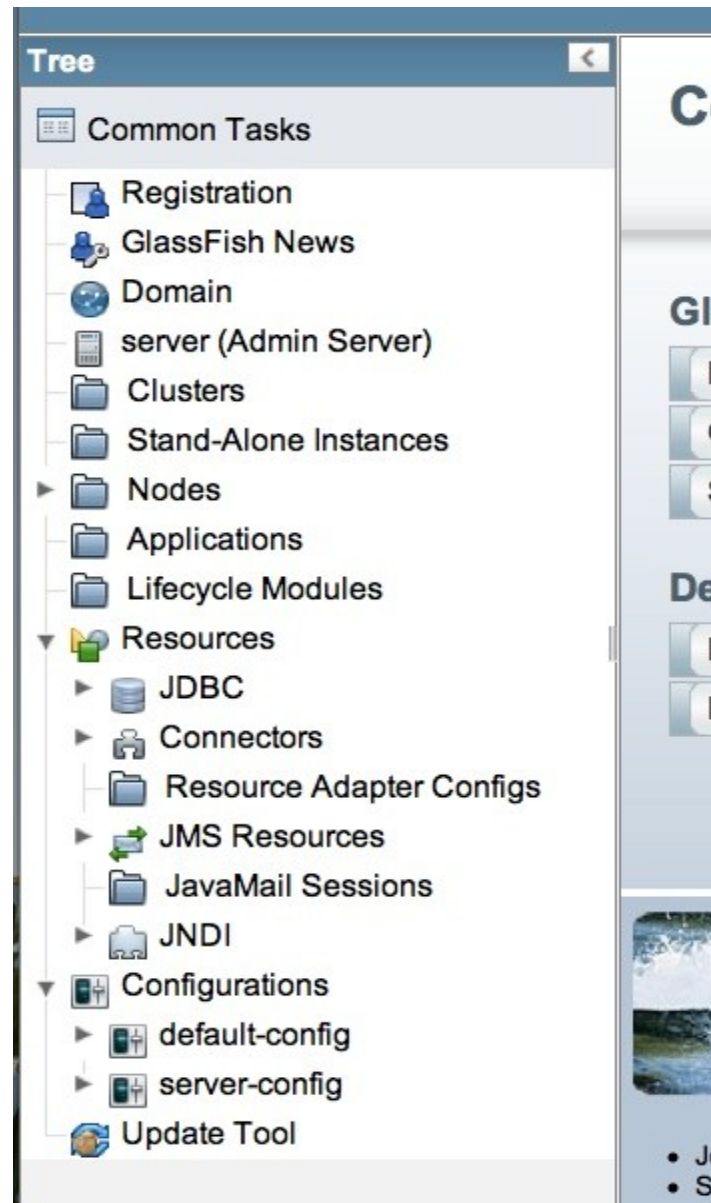 Tree
Common Tasks
Registration
GlassFish News
Domain
server (Admin Server)
Clusters
Stand-Alone Instances
Nodes
Applications
Lifecycle Modules
Resources
JDBC
Connectors
Resource Adapter Configs
JMS Resources
JavaMail Sessions
JNDI
Configurations
default-config
server-config
Update Tool